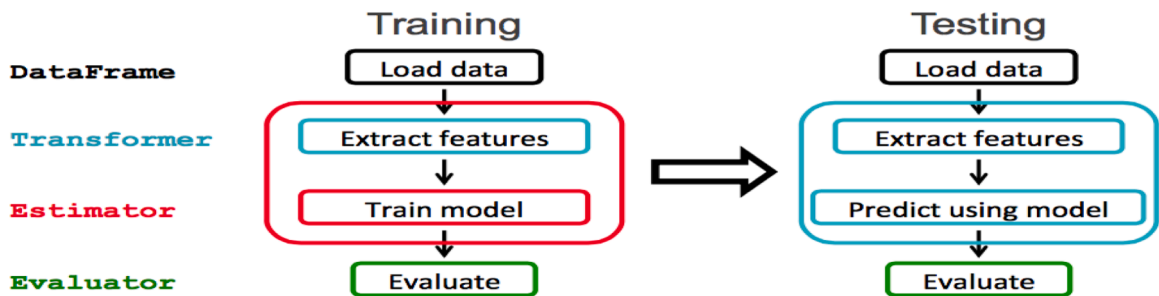 Training Testing
DataFrame Load data Load data
Transformer Extract features Extract features
Estimator Train model Predict using model
Evaluator Evaluate Evaluate